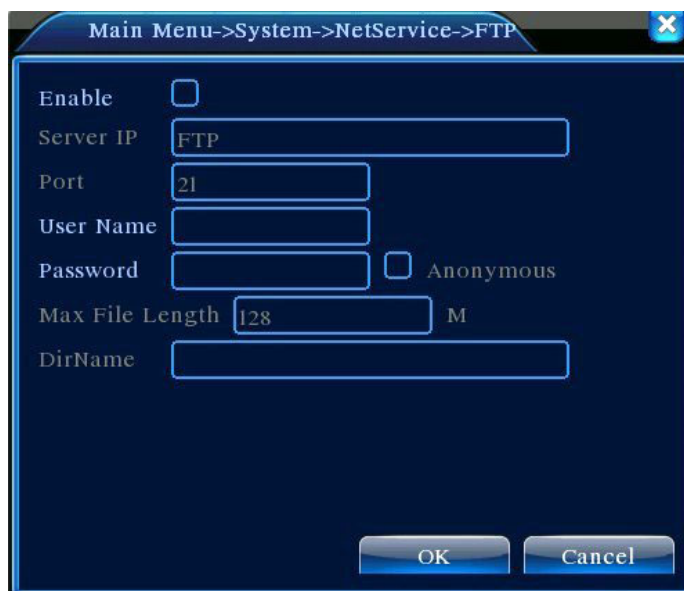 Main Menu->System->NetService->FTP
Enable
Server IP FTP
Port 21
User Name
Password Anonymous
Max File Length 128 M
DirName
OK Cancel